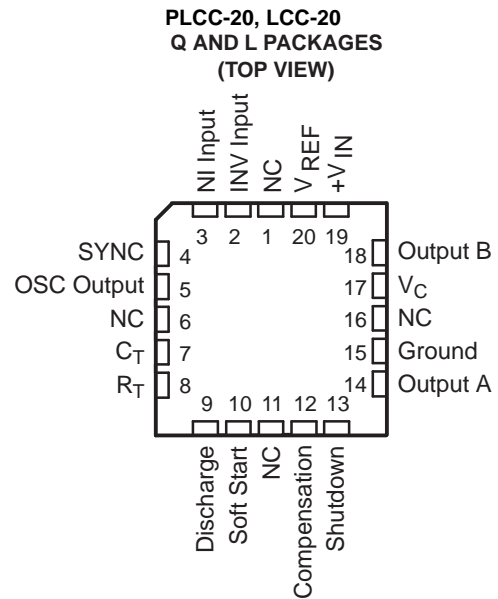 PLCC-20, LCC-20
Q AND L PACKAGES
(TOP VIEW)
NI Input
INV Input
NC
VREF
+VIN
3 2 1 20 19
SYNC 4
OSC Output 5
NC 6
CT 7
RT 8
18 Output B
17 VC
16 NC
15 Ground
14 Output A
9 10 11 12 13
Discharge
Soft Start
NC
Compensation
Shutdown